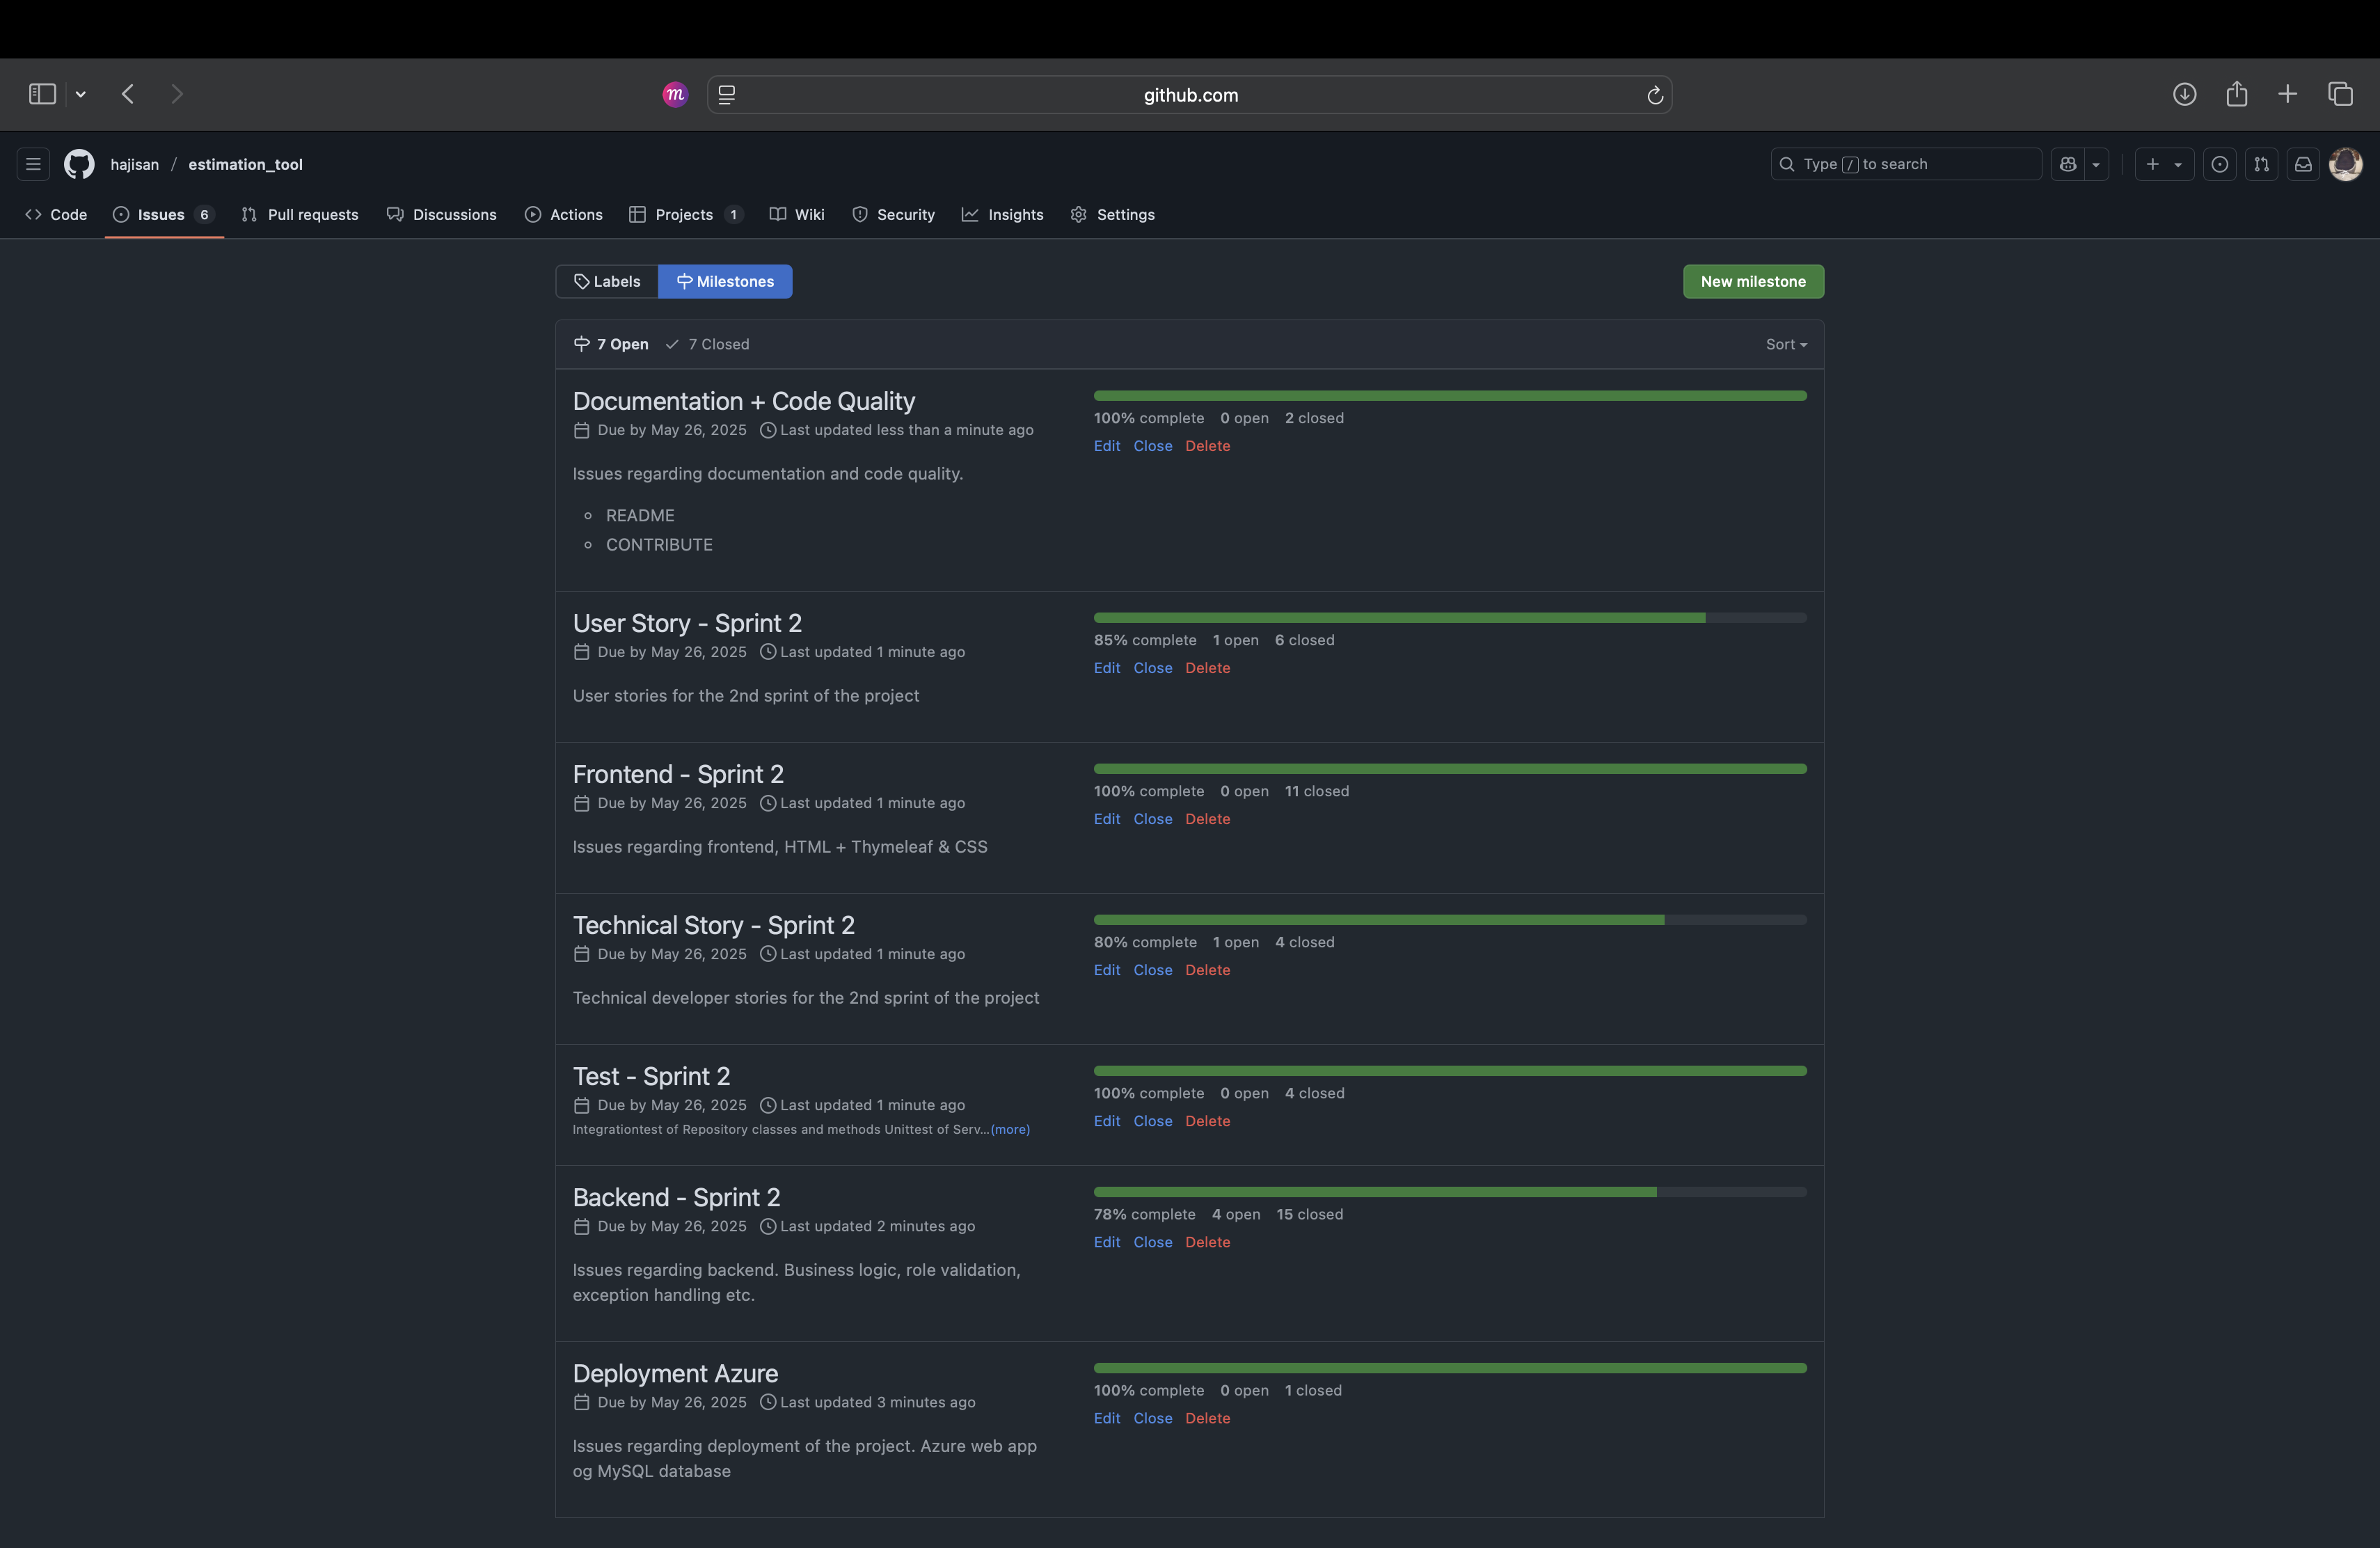 m
github.com
hajisan / estimation_tool
Type / to search
Code Issues 6 Pull requests Discussions Actions Projects 1 Wiki Security Insights Settings
Labels Milestones New milestone
7 Open 7 Closed Sort
Documentation + Code Quality
Due by May 26, 2025 Last updated less than a minute ago
Issues regarding documentation and code quality.
README
CONTRIBUTE
100% complete 0 open 2 closed
Edit Close Delete
User Story - Sprint 2
Due by May 26, 2025 Last updated 1 minute ago
User stories for the 2nd sprint of the project
85% complete 1 open 6 closed
Edit Close Delete
Frontend - Sprint 2
Due by May 26, 2025 Last updated 1 minute ago
Issues regarding frontend, HTML + Thymeleaf & CSS
100% complete 0 open 11 closed
Edit Close Delete
Technical Story - Sprint 2
Due by May 26, 2025 Last updated 1 minute ago
Technical developer stories for the 2nd sprint of the project
80% complete 1 open 4 closed
Edit Close Delete
Test - Sprint 2
Due by May 26, 2025 Last updated 1 minute ago
Integrationtest of Repository classes and methods Unittest of Serv...(more)
100% complete 0 open 4 closed
Edit Close Delete
Backend - Sprint 2
Due by May 26, 2025 Last updated 2 minutes ago
Issues regarding backend. Business logic, role validation,
exception handling etc.
78% complete 4 open 15 closed
Edit Close Delete
Deployment Azure
Due by May 26, 2025 Last updated 3 minutes ago
Issues regarding deployment of the project. Azure web app
og MySQL database
100% complete 0 open 1 closed
Edit Close Delete